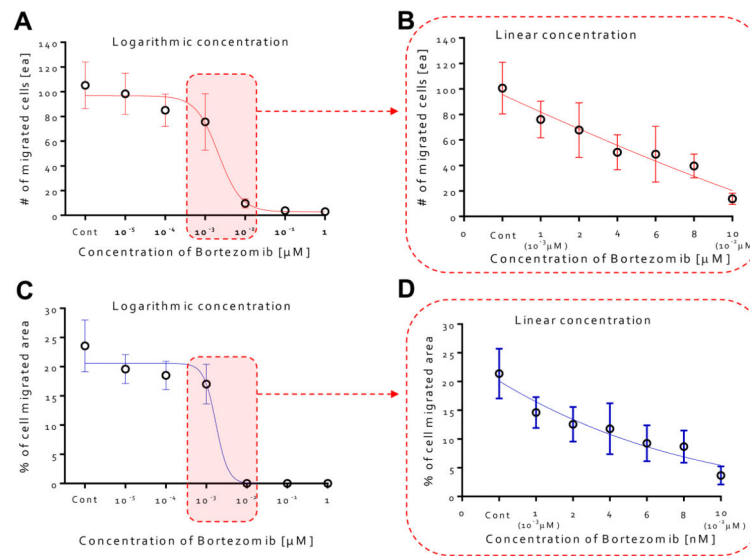 A
Logarithmic concentration
# of migrated cells [ea]
140
120
100
80
60
40
20
0
Cont 10⁻⁵ 10⁻⁴ 10⁻³ 10⁻² 10⁻¹ 1
Concentration of Bortezomib [µM]
B
Linear concentration
# of migrated cells [ea]
140
120
100
80
60
40
20
0
0 Cont 1 2 4 6 8 10
(10⁻³µM) (10⁻²µM)
Concentration of Bortezomib [µM]
C
Logarithmic concentration
% of cell migrated area
30
25
20
15
10
5
0
Cont 10⁻⁵ 10⁻⁴ 10⁻³ 10⁻² 10⁻¹ 1
Concentration of Bortezomib [µM]
D
Linear concentration
% of cell migrated area
30
25
20
15
10
5
0
0 Cont 1 2 4 6 8 10
(10⁻³µM) (10⁻³µM)
Concentration of Bortezomib [nM]